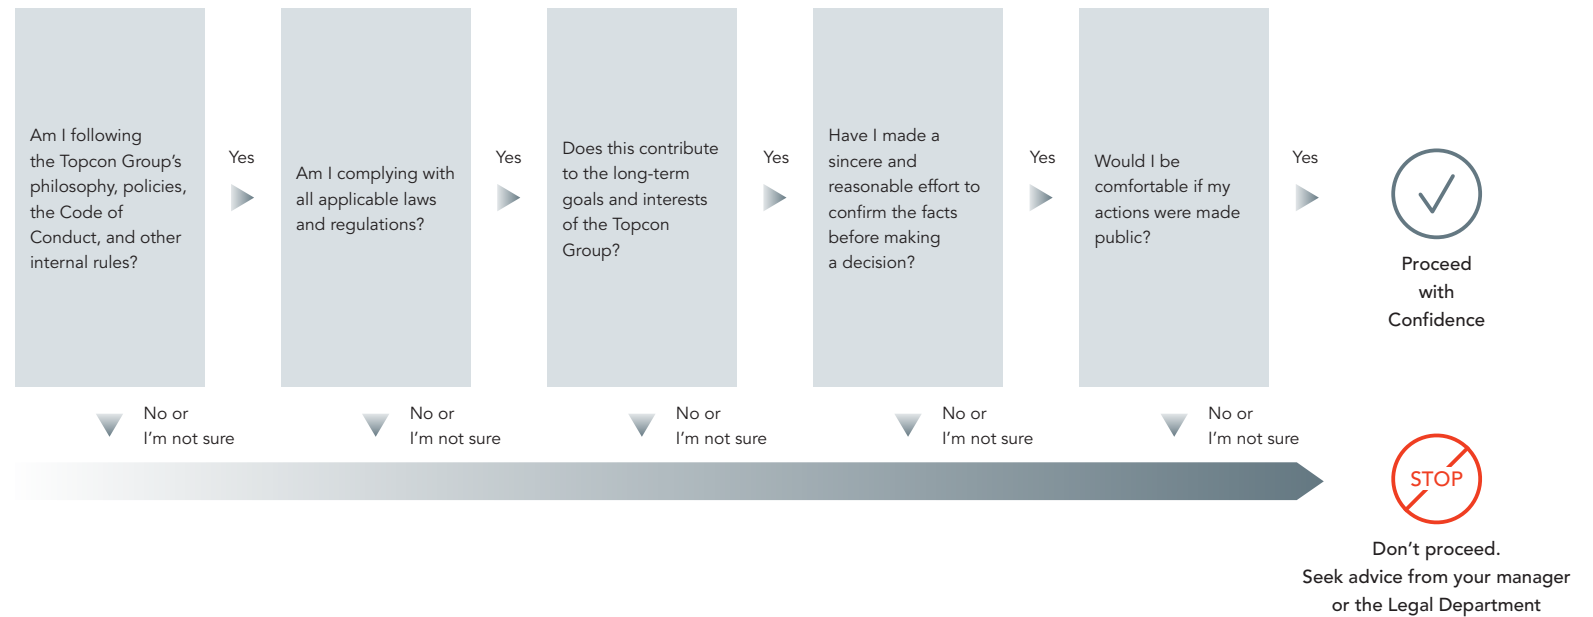 Am I following
the Topcon Group’s
philosophy, policies,
the Code of
Conduct, and other
internal rules?
Yes
Am I complying with
all applicable laws
and regulations?
Yes
Does this contribute
to the long-term
goals and interests
of the Topcon
Group?
Yes
Have I made a
sincere and
reasonable effort to
confirm the facts
before making
a decision?
Yes
Would I be
comfortable if my
actions were made
public?
Yes
Proceed
with
Confidence
No or
I’m not sure
No or
I’m not sure
No or
I’m not sure
No or
I’m not sure
No or
I’m not sure
STOP
Don’t proceed.
Seek advice from your manager
or the Legal Department